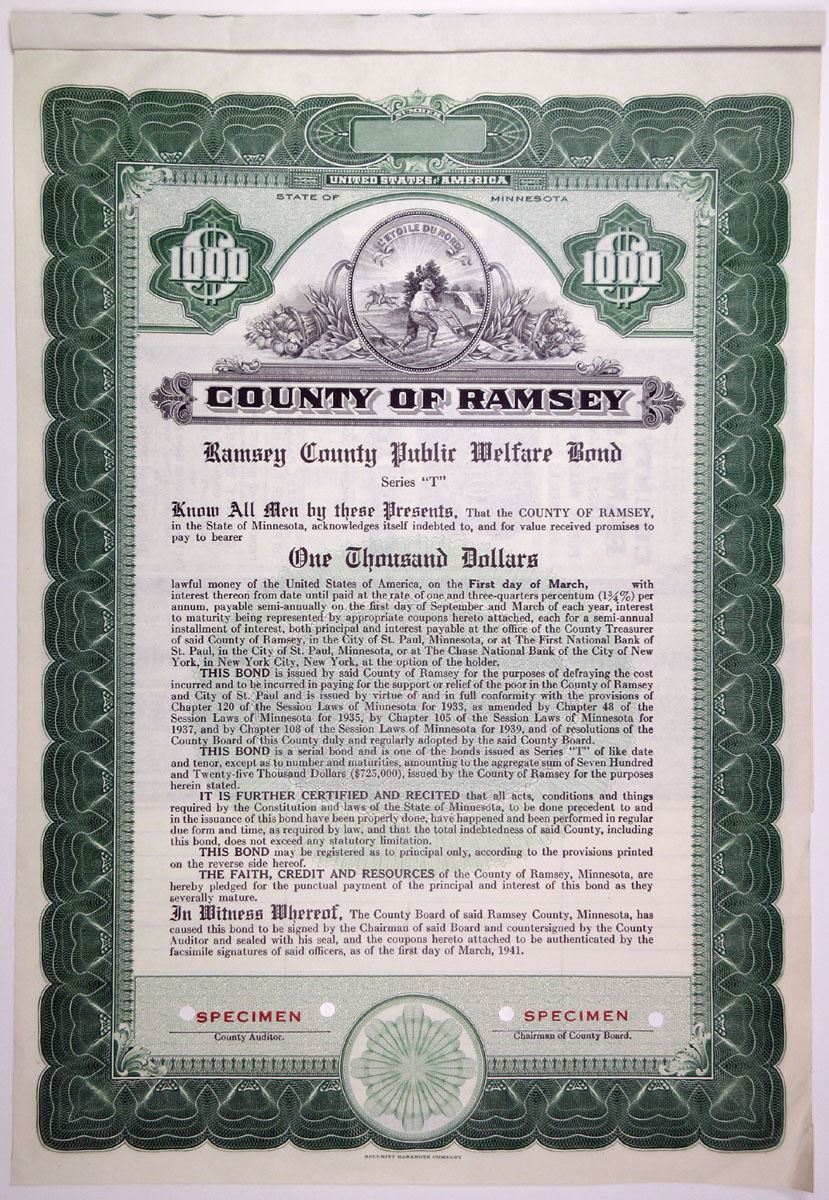 NUMBER
UNITED STATES OF AMERICA
STATE OF MINNESOTA
$1000 $1000
L'ETOILE DU NORD
COUNTY OF RAMSEY
Ramsey County Public Welfare Bond
Series "T"
Know All Men by these Presents, That the COUNTY OF RAMSEY,
in the State of Minnesota, acknowledges itself indebted to, and for value received promises to
pay to bearer
One Thousand Dollars
lawful money of the United States of America, on the First day of March, with
interest thereon from date until paid at the rate of one and three-quarters percentum (1¾%) per
annum, payable semi-annually on the first day of September and March of each year, interest
to maturity being represented by appropriate coupons hereto attached, each for a semi-annual
installment of interest, both principal and interest payable at the office of the County Treasurer
of said County of Ramsey, in the City of St. Paul, Minnesota, or at The First National Bank of
St. Paul, in the City of St. Paul, Minnesota, or at The Chase National Bank of the City of New
York, in New York City, New York, at the option of the holder.
THIS BOND is issued by said County of Ramsey for the purposes of defraying the cost
incurred and to be incurred in paying for the support or relief of the poor in the County of Ramsey
and City of St. Paul and is issued by virtue of and in full conformity with the provisions of
Chapter 120 of the Session Laws of Minnesota for 1933, as amended by Chapter 48 of the
Session Laws of Minnesota for 1935, by Chapter 105 of the Session Laws of Minnesota for
1937, and by Chapter 108 of the Session Laws of Minnesota for 1939, and of resolutions of the
County Board of this County duly and regularly adopted by the said County Board.
THIS BOND is a serial bond and is one of the bonds issued as Series "T" of like date
and tenor, except as to number and maturities, amounting to the aggregate sum of Seven Hundred
and Twenty-five Thousand Dollars ($725,000), issued by the County of Ramsey for the purposes
herein stated.
IT IS FURTHER CERTIFIED AND RECITED that all acts, conditions and things
required by the Constitution and laws of the State of Minnesota, to be done precedent to and
in the issuance of this bond have been properly done, have happened and been performed in regular
due form and time, as required by law, and that the total indebtedness of said County, including
this bond, does not exceed any statutory limitation.
THIS BOND may be registered as to principal only, according to the provisions printed
on the reverse side hereof.
THE FAITH, CREDIT AND RESOURCES of the County of Ramsey, Minnesota, are
hereby pledged for the punctual payment of the principal and interest of this bond as they
severally mature.
In Witness Whereof, The County Board of said Ramsey County, Minnesota, has
caused this bond to be signed by the Chairman of said Board and countersigned by the County
Auditor and sealed with his seal, and the coupons hereto attached to be authenticated by the
facsimile signatures of said officers, as of the first day of March, 1941.
SPECIMEN SPECIMEN
County Auditor. Chairman of County Board.
SECURITY BANKNOTE COMPANY